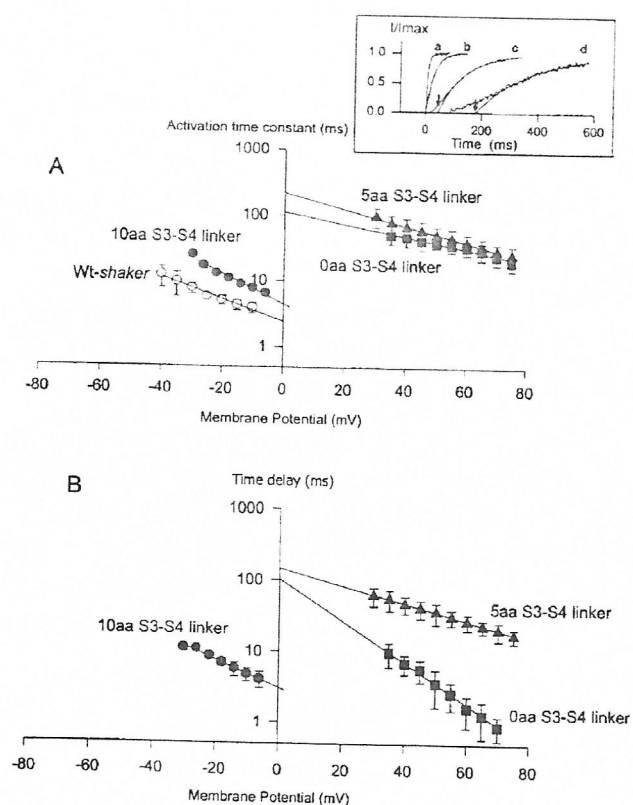 I/Imax
a b c d
1.0
0.5
0.0
0 200 400 600
Time (ms)
Activation time constant (ms)
A
1000
100
10
1
5aa S3-S4 linker
10aa S3-S4 linker
0aa S3-S4 linker
Wt-shaker
-80 -60 -40 -20 0 20 40 60 80
Membrane Potential (mV)
B
Time delay (ms)
1000
100
10
1
5aa S3-S4 linker
10aa S3-S4 linker
0aa S3-S4 linker
-80 -60 -40 -20 0 20 40 60 80
Membrane Potential (mV)